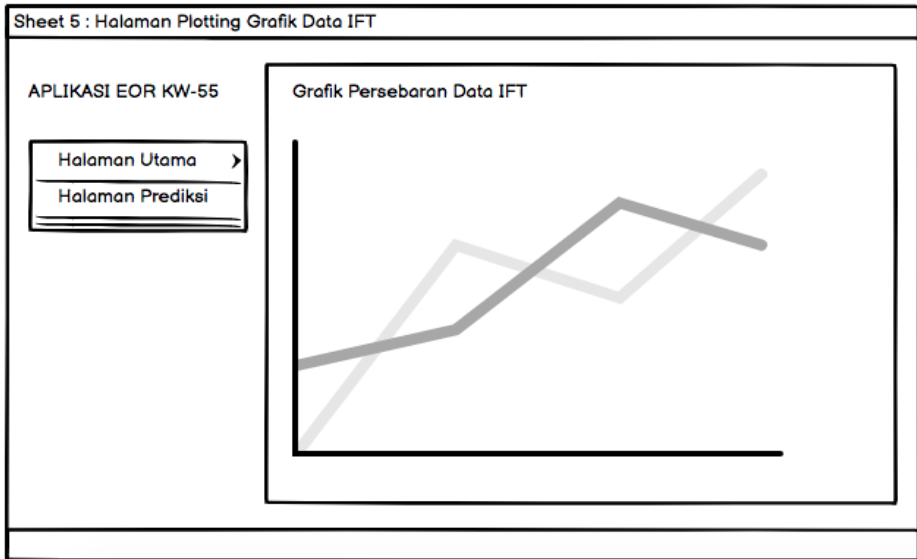 Sheet 5 : Halaman Plotting Grafik Data IFT
APLIKASI EOR KW-55
Halaman Utama
Halaman Prediksi
Grafik Persebaran Data IFT